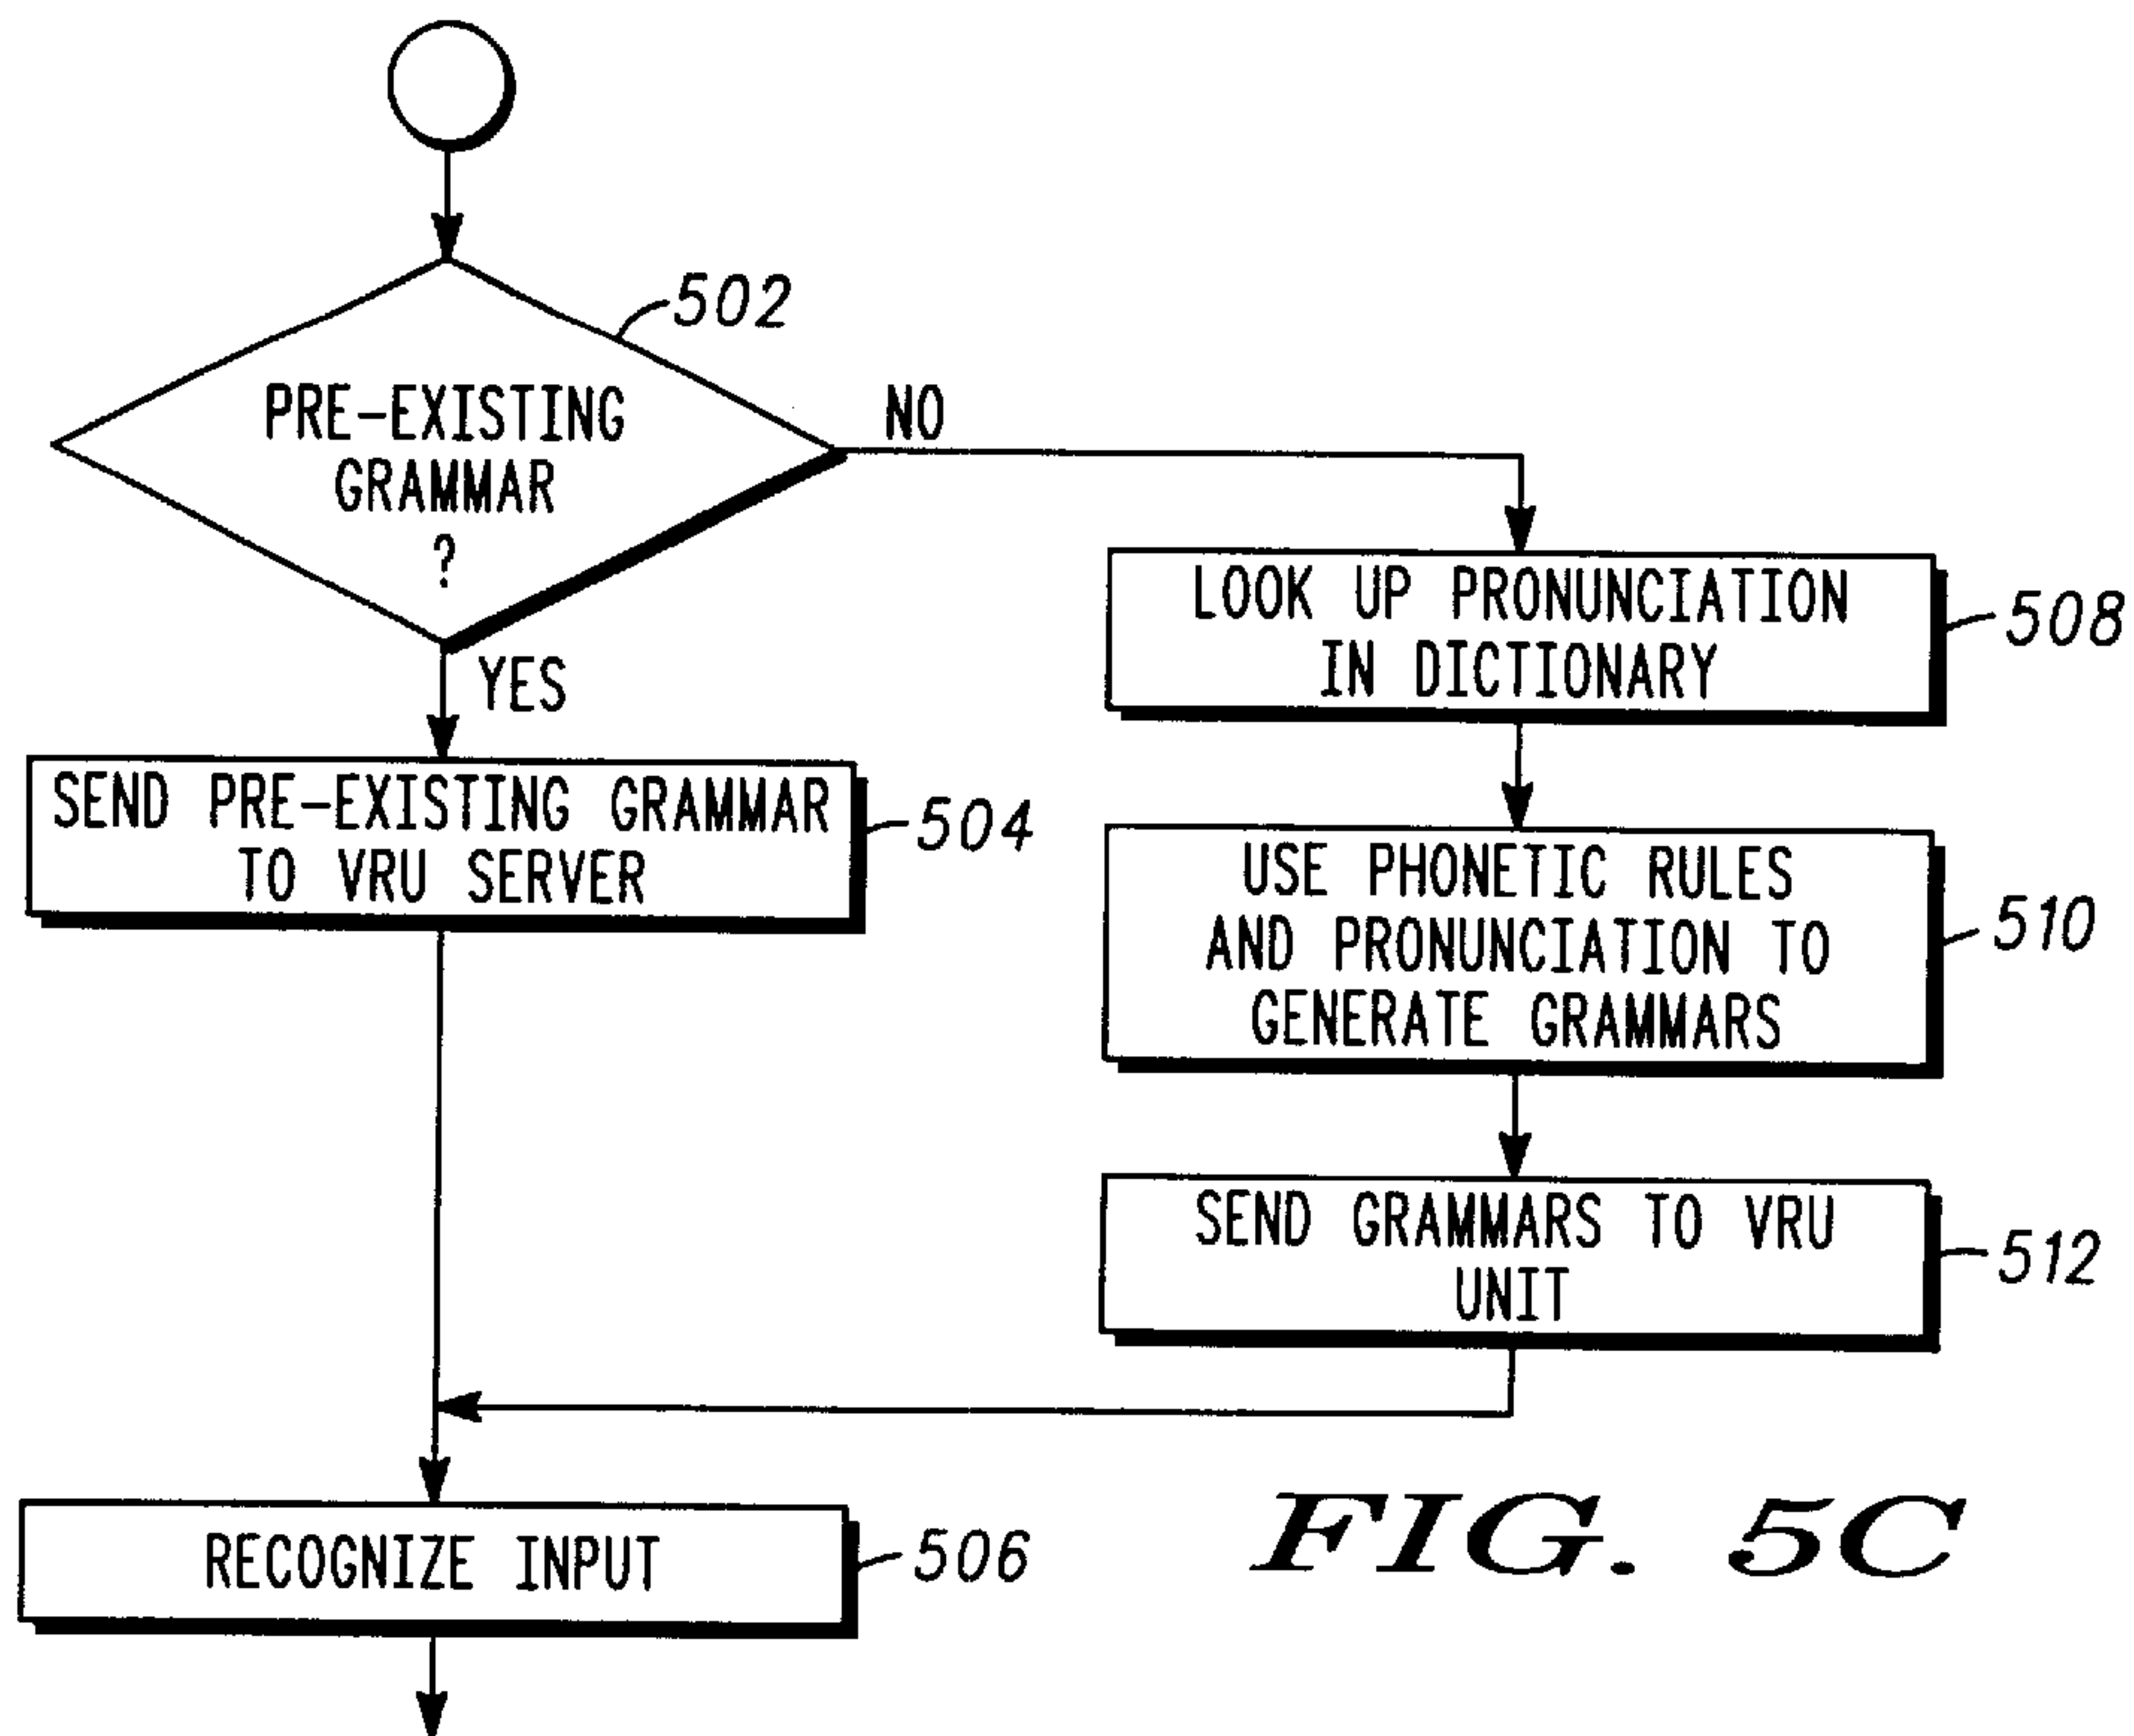 502
PRE-EXISTING
GRAMMAR
?
NO
YES
LOOK UP PRONUNCIATION
IN DICTIONARY
508
SEND PRE-EXISTING GRAMMAR
TO VRU SERVER
504
USE PHONETIC RULES
AND PRONUNCIATION TO
GENERATE GRAMMARS
510
SEND GRAMMARS TO VRU
UNIT
512
RECOGNIZE INPUT
506
FIG. 5C